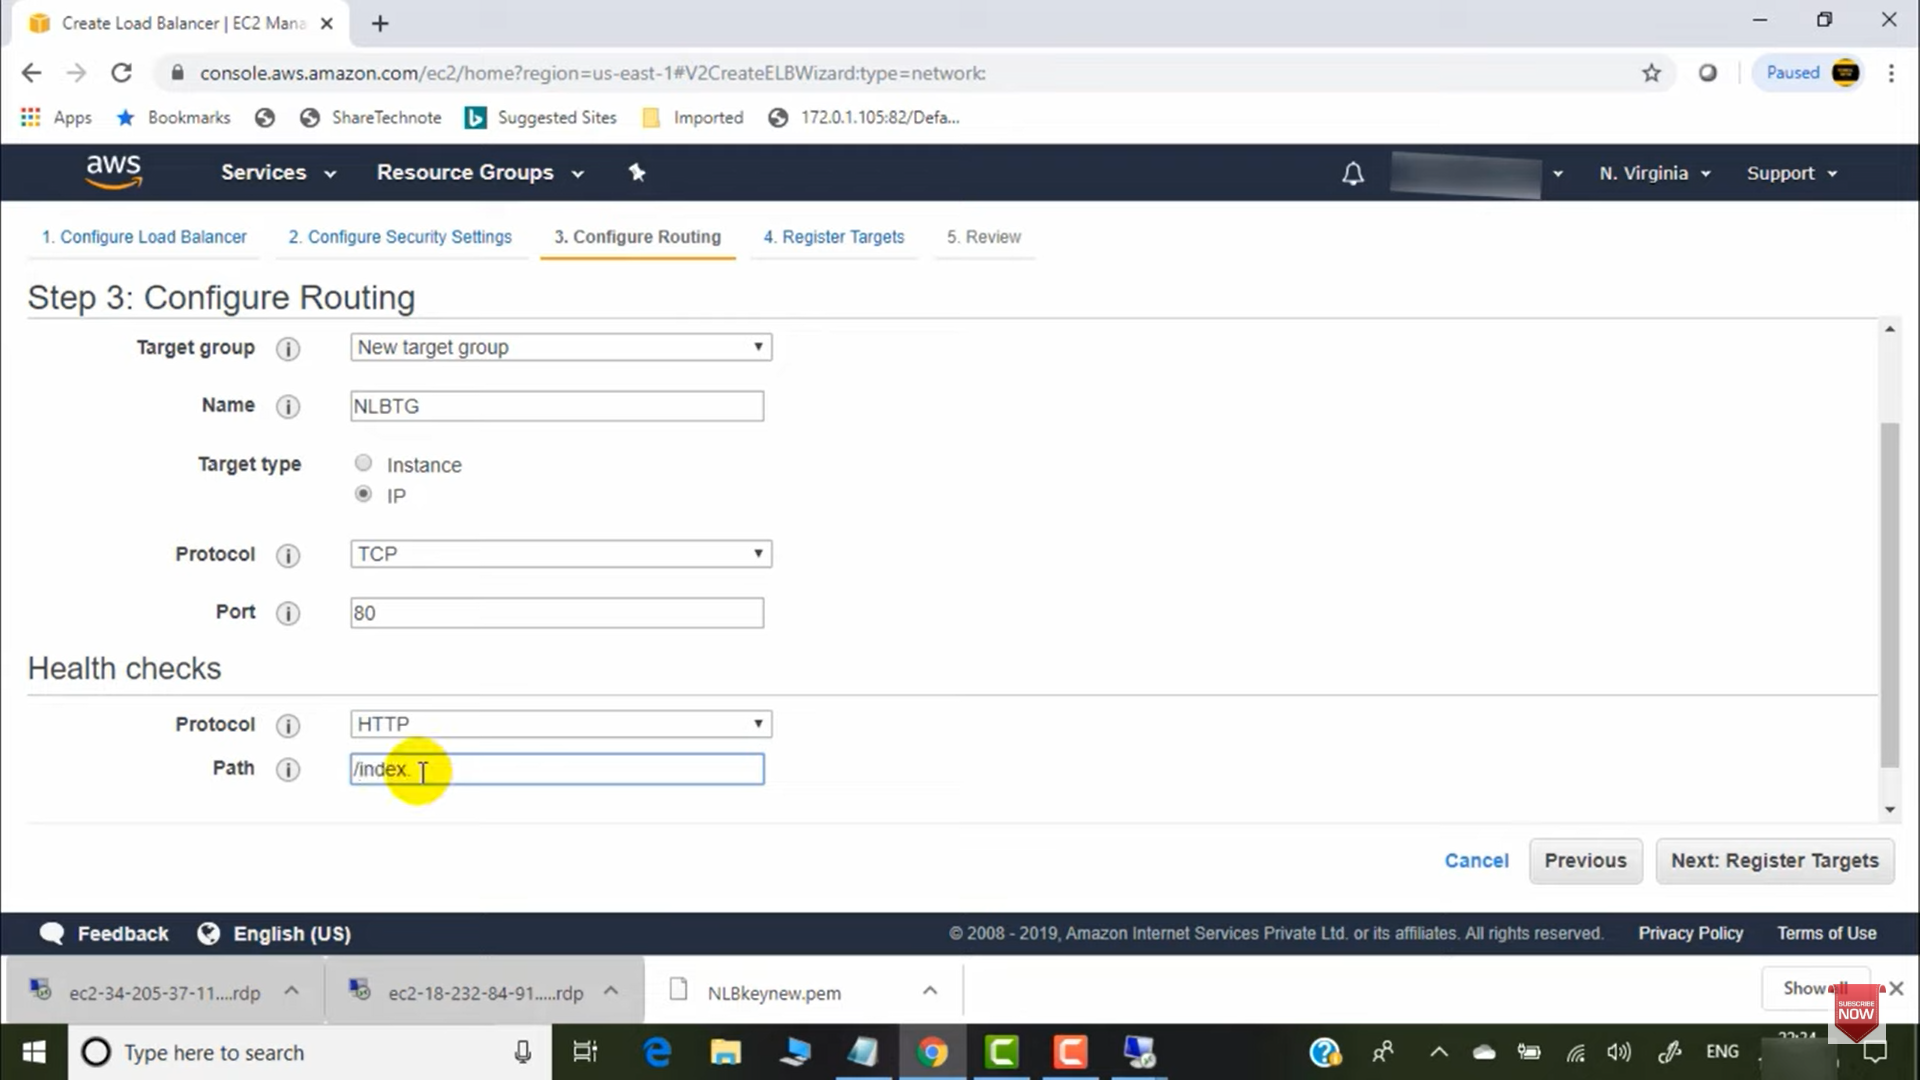 Create Load Balancer | EC2 Mana
console.aws.amazon.com/ec2/home?region=us-east-1#V2CreateELBWizard:type=network:
Paused
Apps Bookmarks ShareTechnote Suggested Sites Imported 172.0.1.105:82/Defa...
aws Services Resource Groups N. Virginia Support
1. Configure Load Balancer 2. Configure Security Settings 3. Configure Routing 4. Register Targets 5. Review
Step 3: Configure Routing
Target group i New target group
Name i NLBTG
Target type Instance
IP
Protocol i TCP
Port i 80
Health checks
Protocol i HTTP
Path i /index.
Cancel Previous Next: Register Targets
Feedback English (US) © 2008 - 2019, Amazon Internet Services Private Ltd. or its affiliates. All rights reserved. Privacy Policy Terms of Use
ec2-34-205-37-11....rdp ec2-18-232-84-91.....rdp NLBkeynew.pem Show all
SUBSCRIBE
NOW
Type here to search ENG